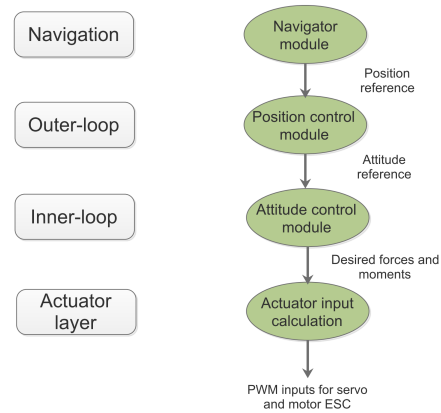 Navigation
Navigator
module
Position
reference
Outer-loop
Position control
module
Attitude
reference
Inner-loop
Attitude control
module
Desired forces and
moments
Actuator
layer
Actuator input
calculation
PWM inputs for servo
and motor ESC